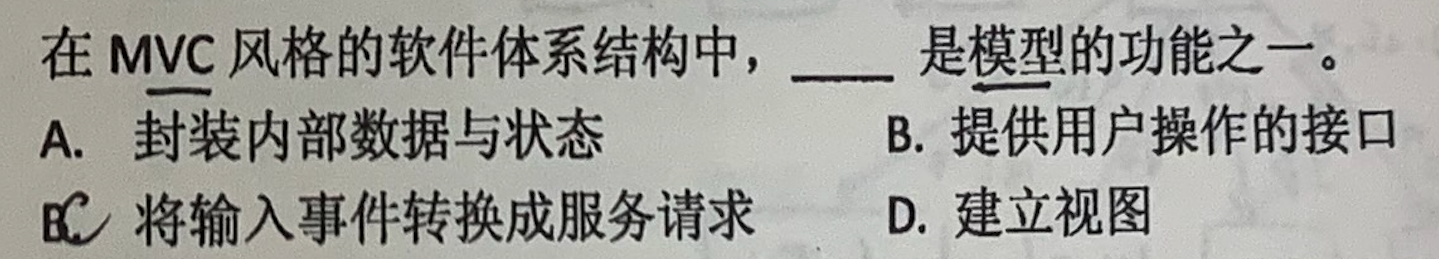 在 MVC 风格的软件体系结构中，____ 是模型的功能之一。
A. 封装内部数据与状态 B. 提供用户操作的接口
C 将输入事件转换成服务请求 D. 建立视图